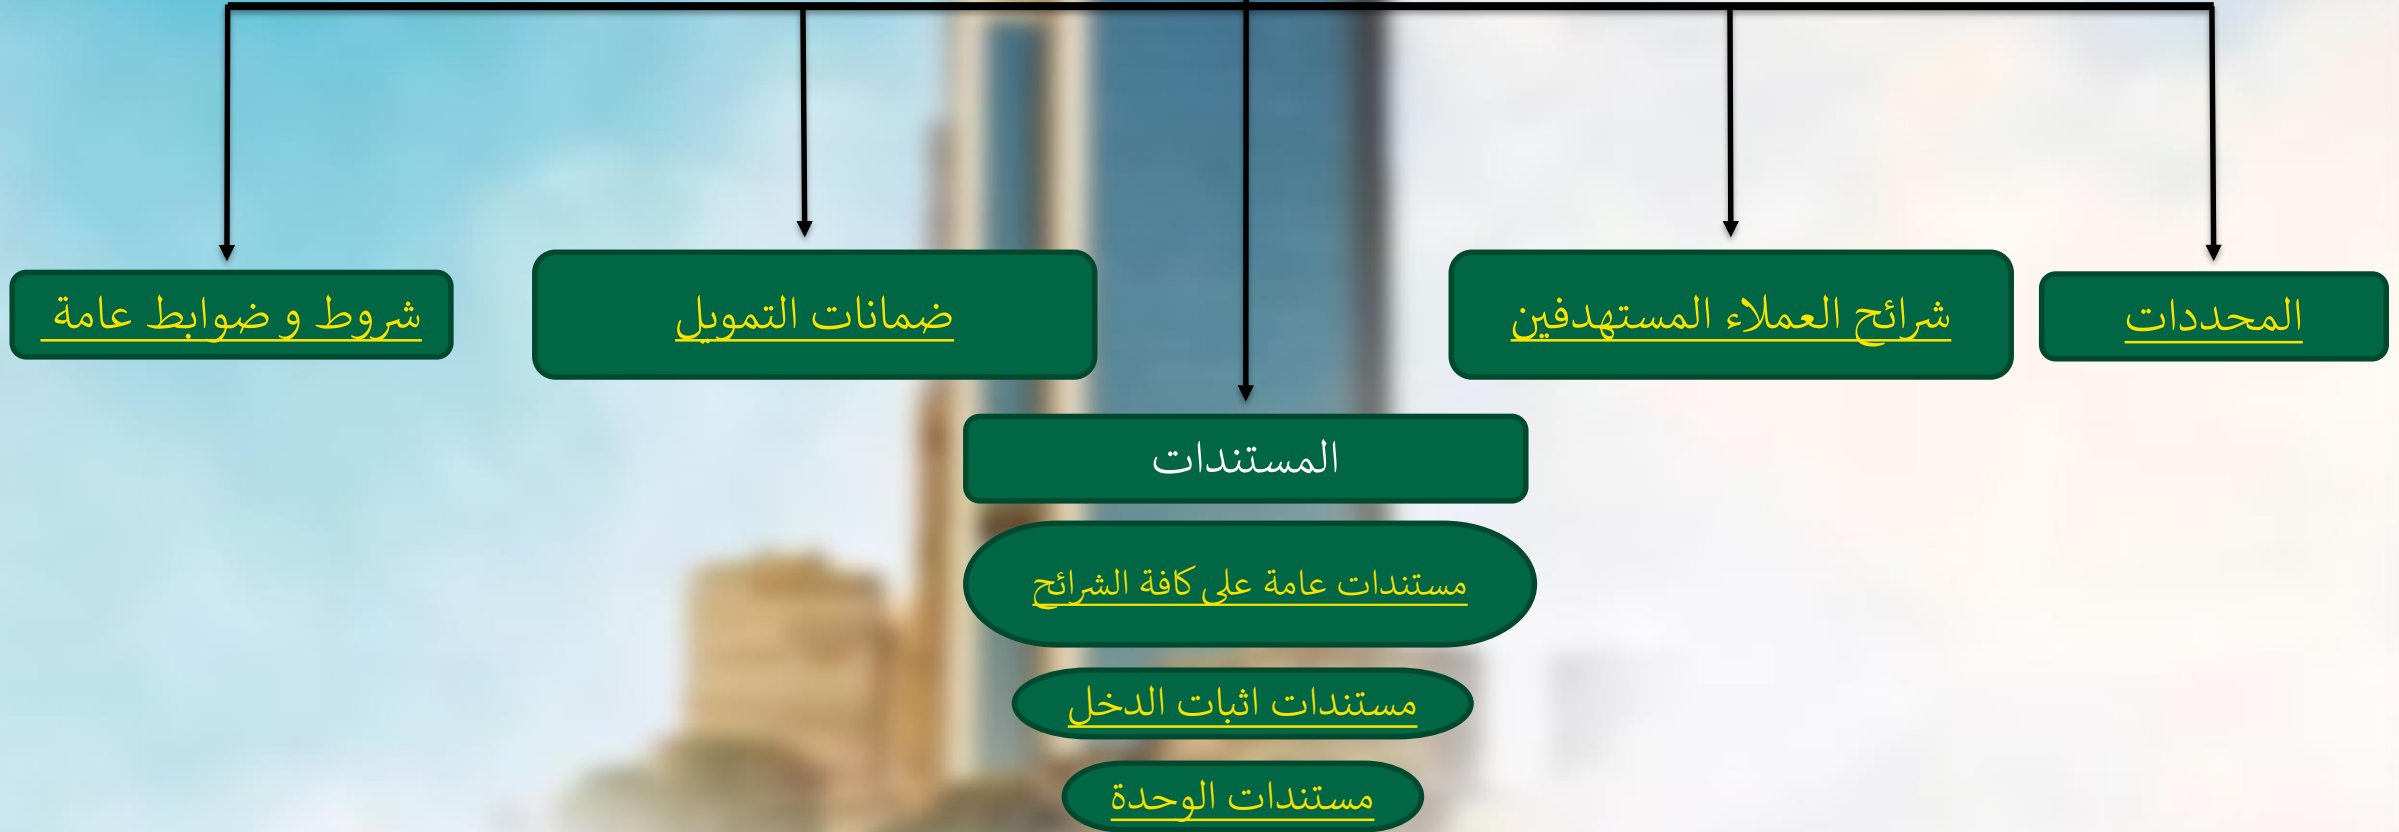 المحددات
شرائح العملاء المستهدفين
ضمانات التمويل
شروط و ضوابط عامة
المستندات
مستندات عامة على كافة الشرائح
مستندات اثبات الدخل
مستندات الوحدة